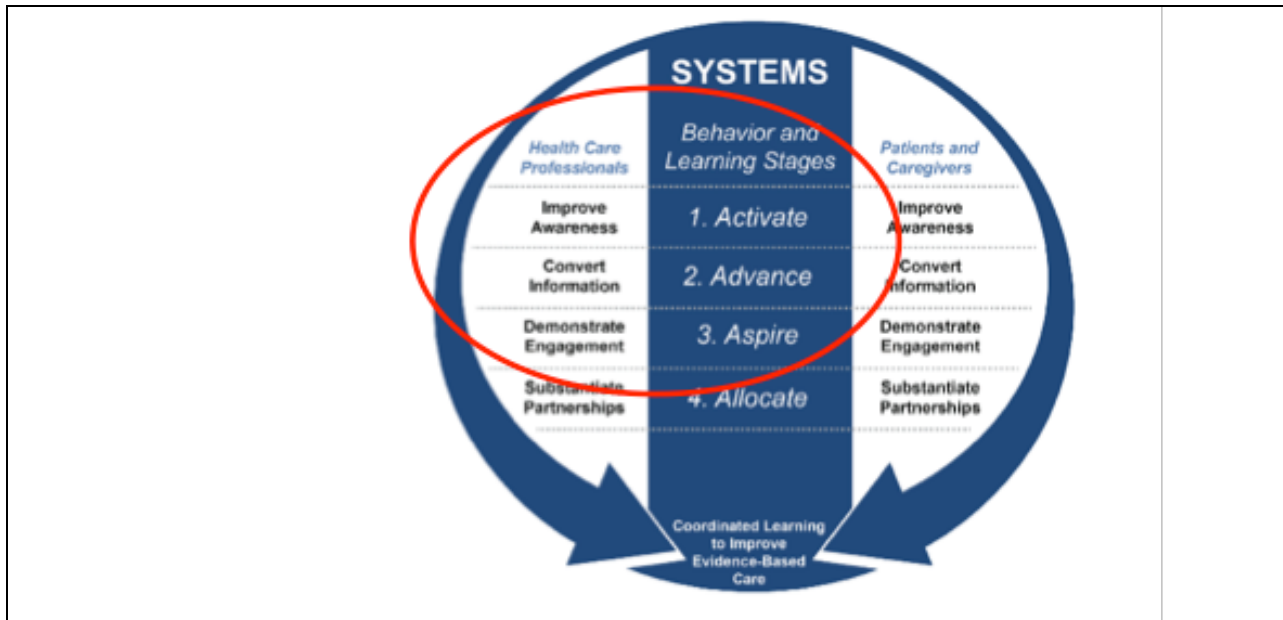 SYSTEMS
Health Care
Professionals
Behavior and
Learning Stages
Patients and
Caregivers
Improve
Awareness
1. Activate
Improve
Awareness
Convert
Information
2. Advance
Convert
Information
Demonstrate
Engagement
3. Aspire
Demonstrate
Engagement
Substantiate
Partnerships
4. Allocate
Substantiate
Partnerships
Coordinated Learning
to Improve
Evidence-Based
Care